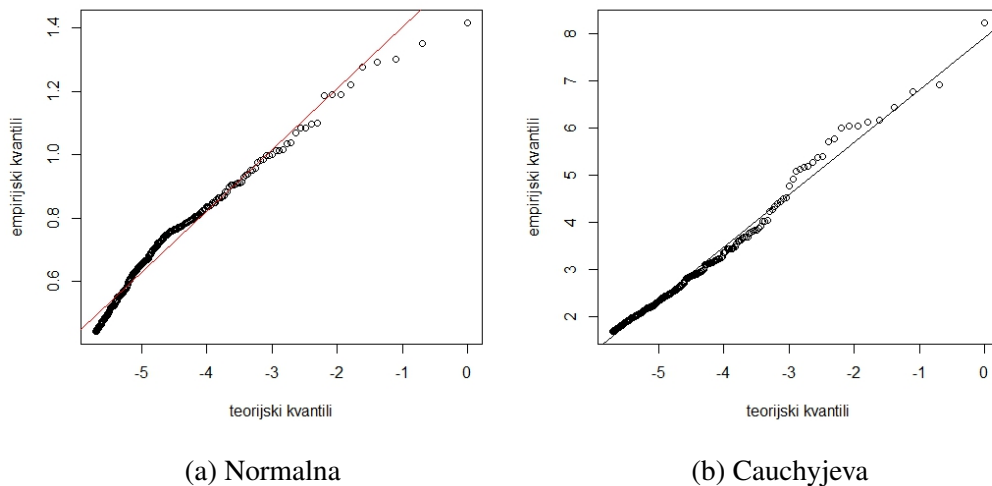 1.4
1.2
1.0
0.8
0.6
empirijski kvantili
-5 -4 -3 -2 -1 0
teorijski kvantili
(a) Normalna
8
7
6
5
4
3
2
empirijski kvantili
-5 -4 -3 -2 -1 0
teorijski kvantili
(b) Cauchyjeva